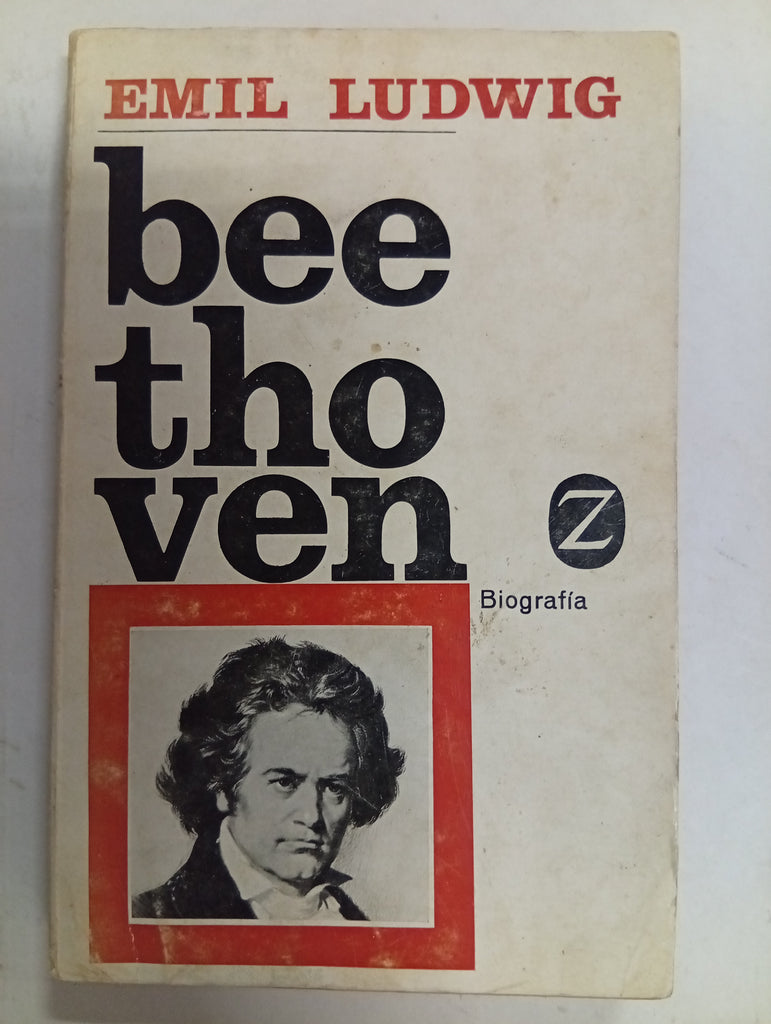 EMIL LUDWIG
bee
tho
ven
Z
Biografía